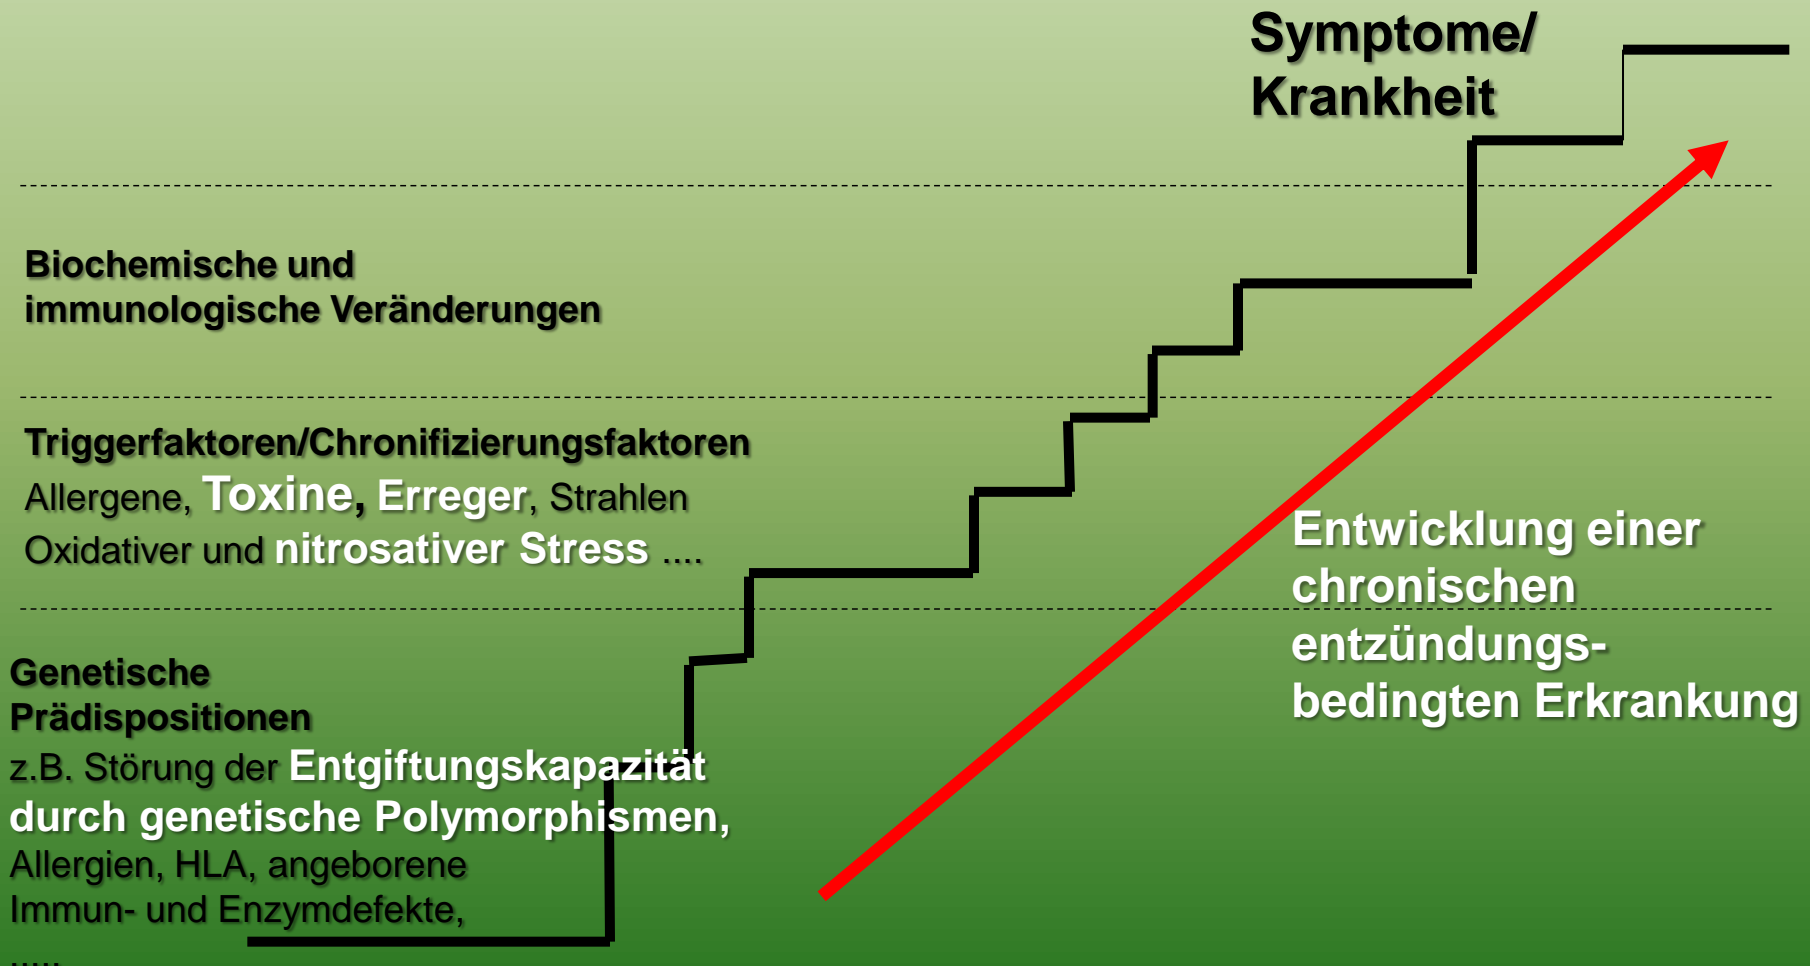 Symptome/
Krankheit
Biochemische und
immunologische Veränderungen
Triggerfaktoren/Chronifizierungsfaktoren
Allergene, Toxine, Erreger, Strahlen
Oxidativer und nitrosativer Stress ....
Entwicklung einer
chronischen
entzündungs-
bedingten Erkrankung
Genetische
Prädispositionen
z.B. Störung der Entgiftungskapazität
durch genetische Polymorphismen,
Allergien, HLA, angeborene
Immun- und Enzymdefekte,
.....